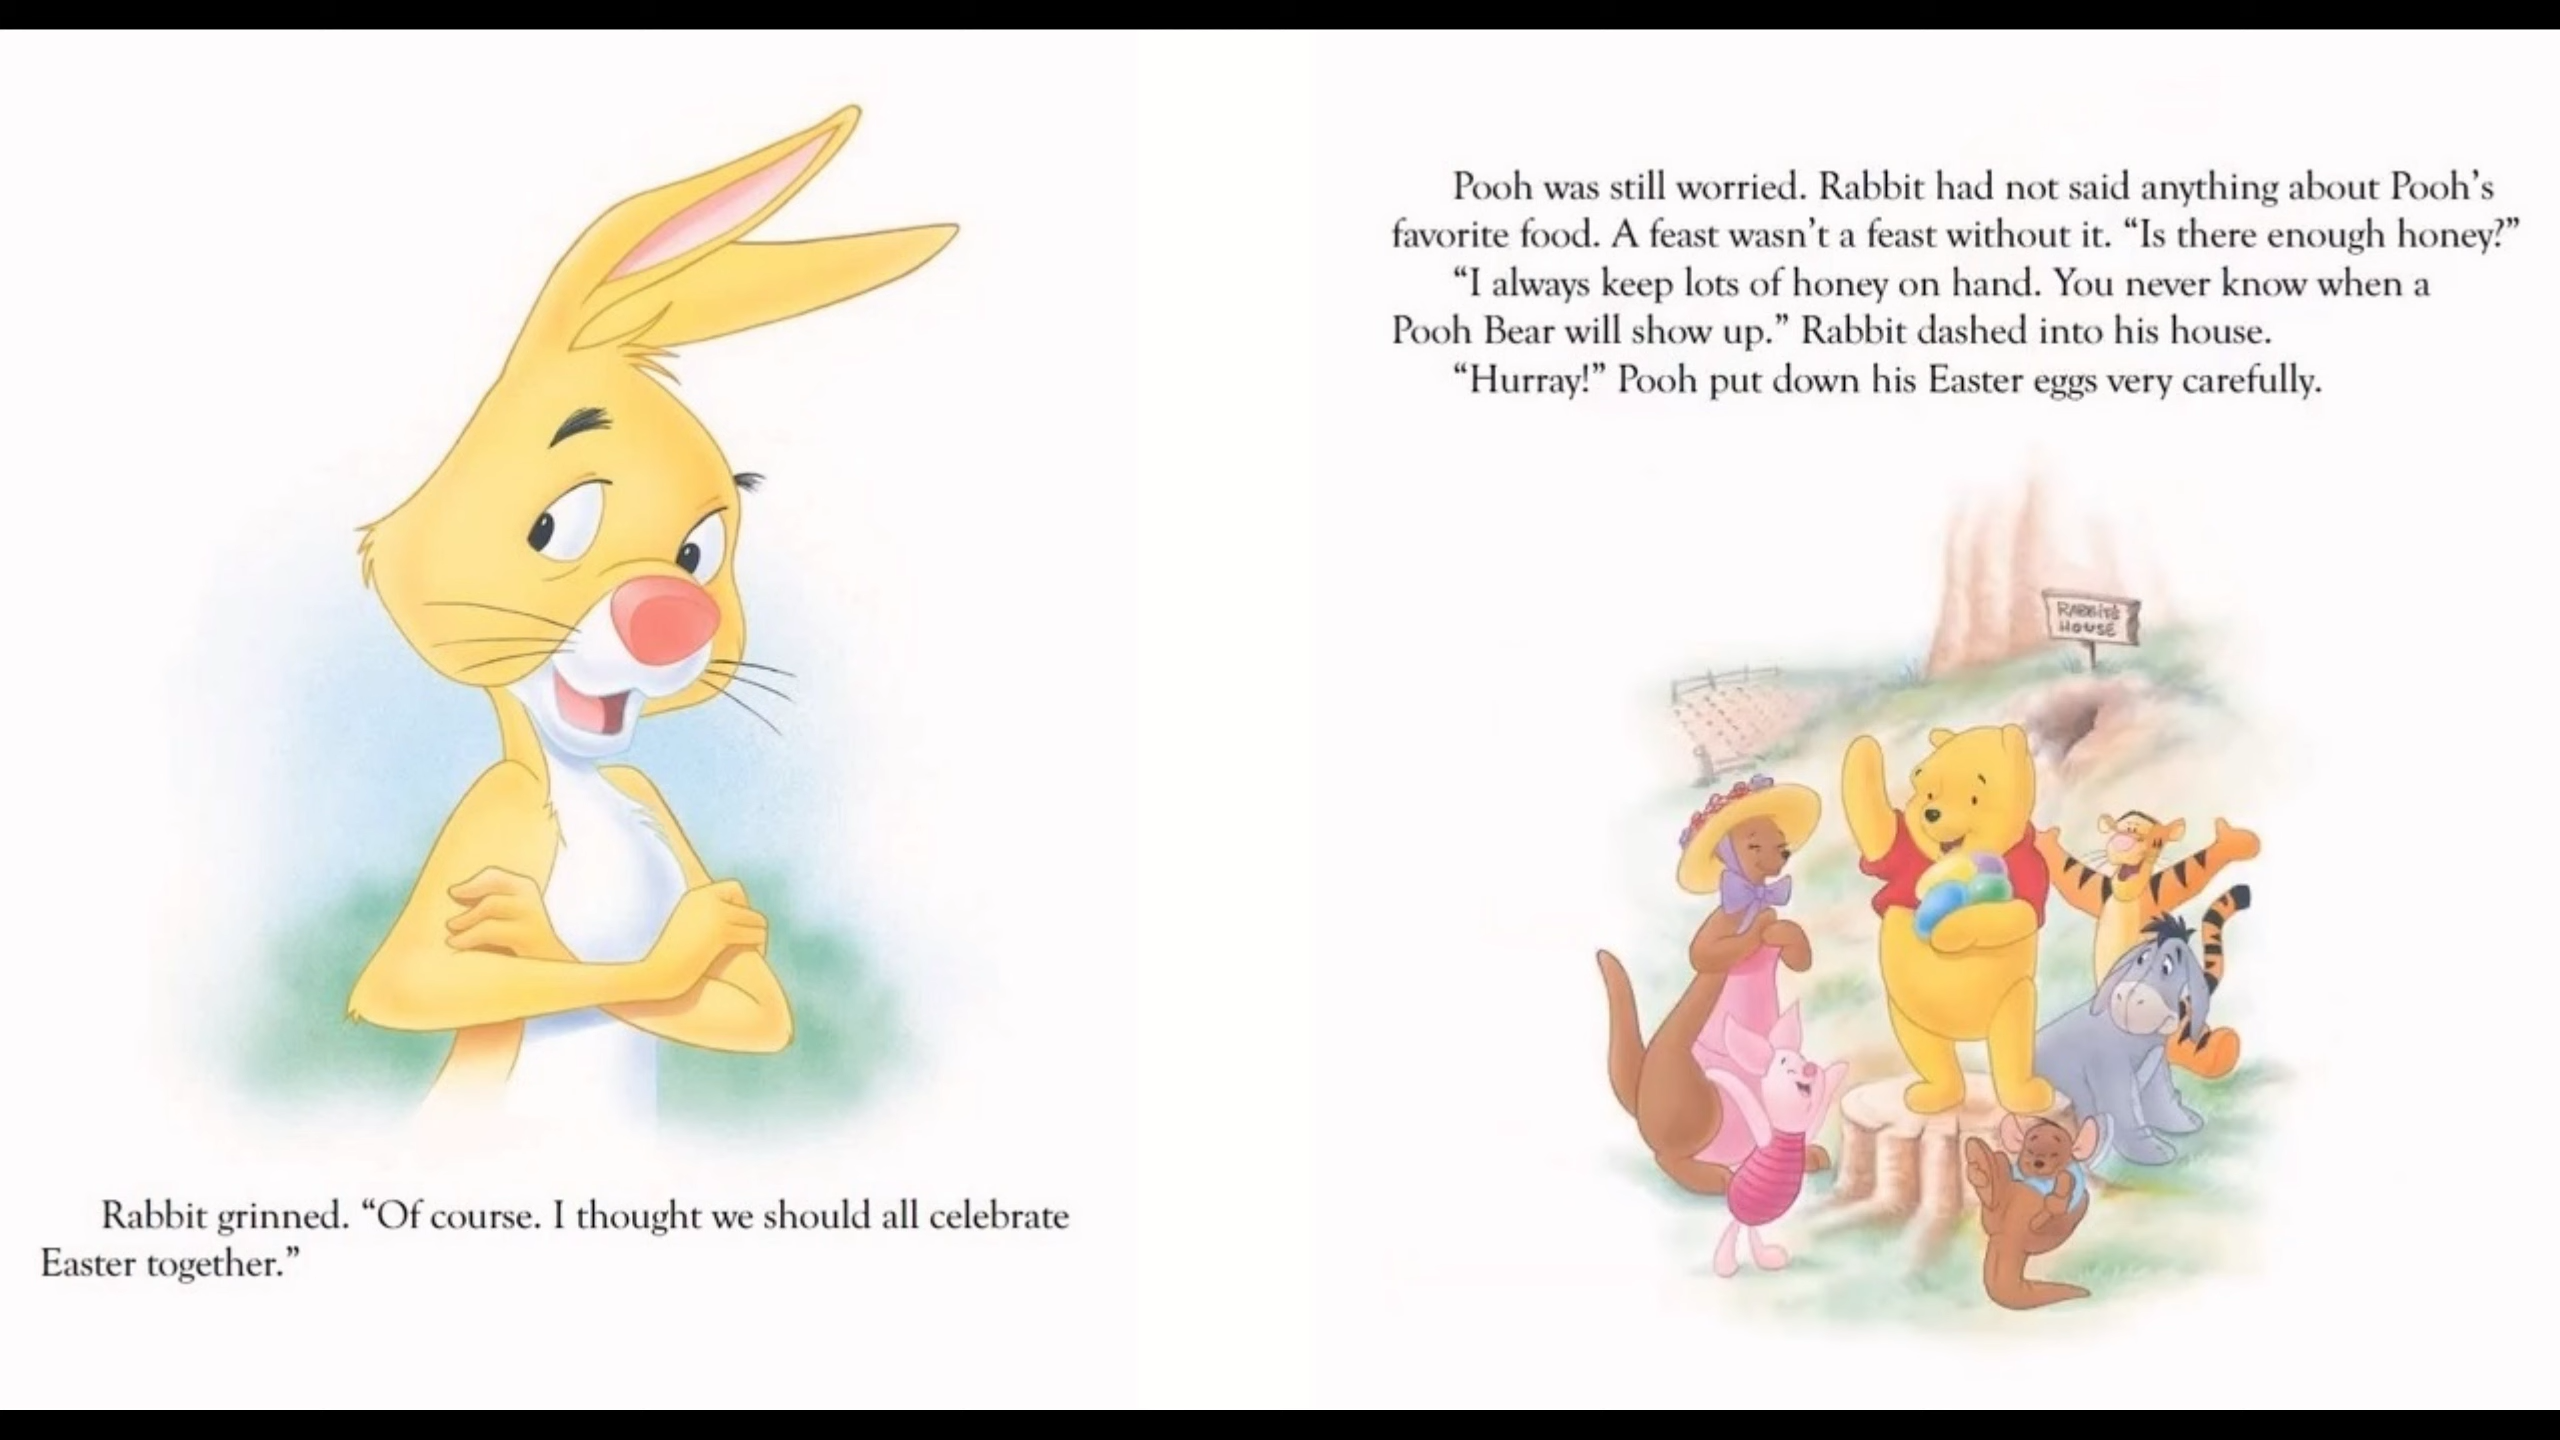 Rabbit grinned. “Of course. I thought we should all celebrate
Easter together.”
Pooh was still worried. Rabbit had not said anything about Pooh’s
favorite food. A feast wasn’t a feast without it. “Is there enough honey?”
“I always keep lots of honey on hand. You never know when a
Pooh Bear will show up.” Rabbit dashed into his house.
“Hurray!” Pooh put down his Easter eggs very carefully.
RABBIT'S
HOUSE